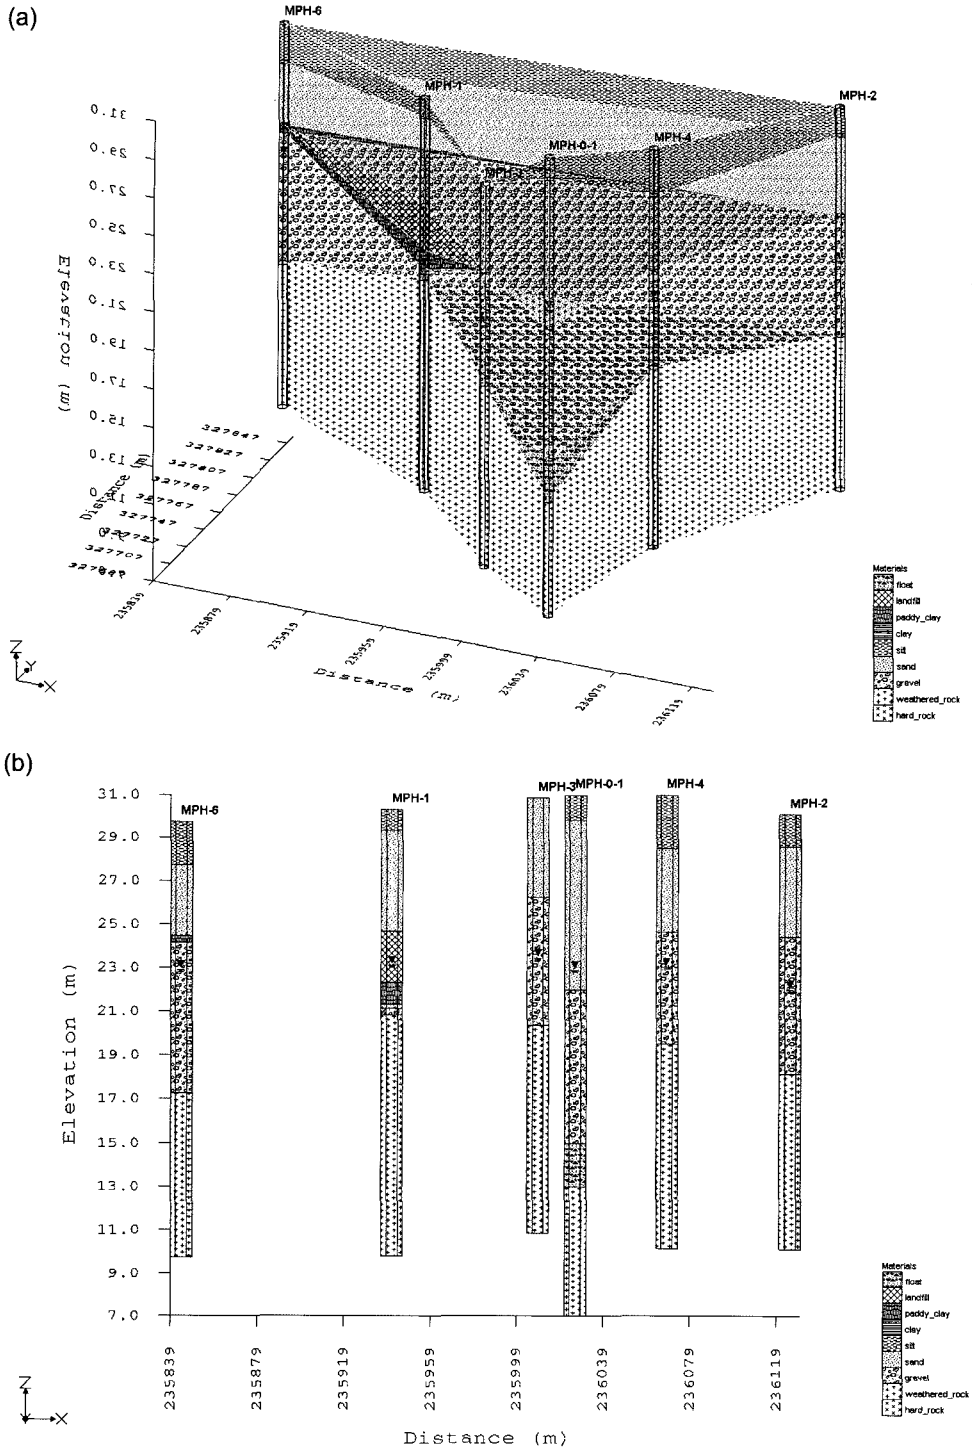 (a)
MPH-6
MPH-1
MPH-2
MPH-4
MPH-0-1
31.0
29.0
27.0
25.0
23.0
21.0
19.0
17.0
15.0
13.0
Elevation (m)
327847
327827
327807
327787
327767
327747
327727
327707
Distance (m)
235839
235879
235919
235959
235999
236039
236079
236119
Distance (m)
Z
Y
X
Materials
float
landfill
paddy_clay
clay
silt
sand
gravel
weathered_rock
hard_rock
(b)
MPH-6
MPH-1
MPH-3
MPH-0-1
MPH-4
MPH-2
31.0
29.0
27.0
25.0
23.0
21.0
19.0
17.0
15.0
13.0
11.0
9.0
7.0
Elevation (m)
235839
235879
235919
235959
235999
236039
236079
236119
Distance (m)
Z
Y
X
Materials
float
landfill
paddy_clay
clay
silt
sand
gravel
weathered_rock
hard_rock